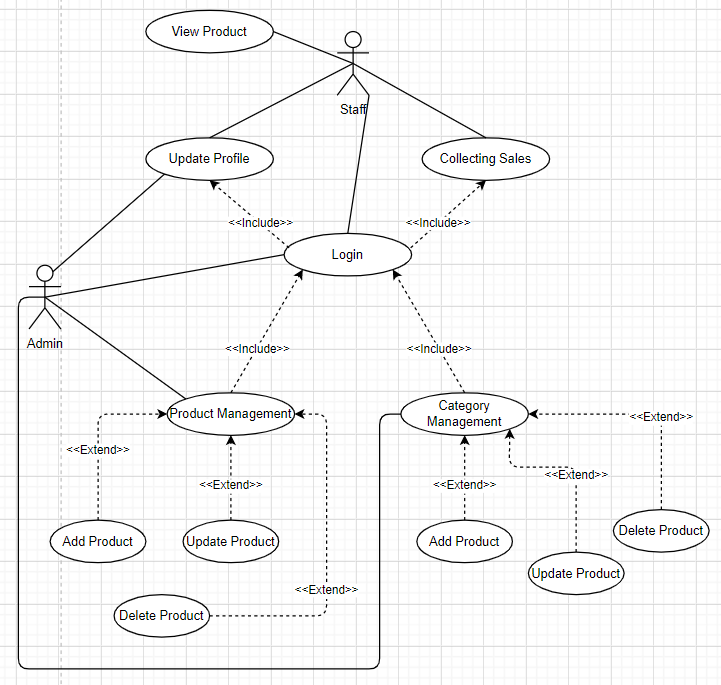 View Product
Staff
Update Profile
Collecting Sales
<<Include>>
<<Include>>
Login
Admin
<<Include>>
<<Include>>
Product Management
Category
Management
<<Extend>>
<<Extend>>
<<Extend>>
<<Extend>>
<<Extend>>
Add Product
Update Product
Add Product
Delete Product
Update Product
<<Extend>>
Delete Product